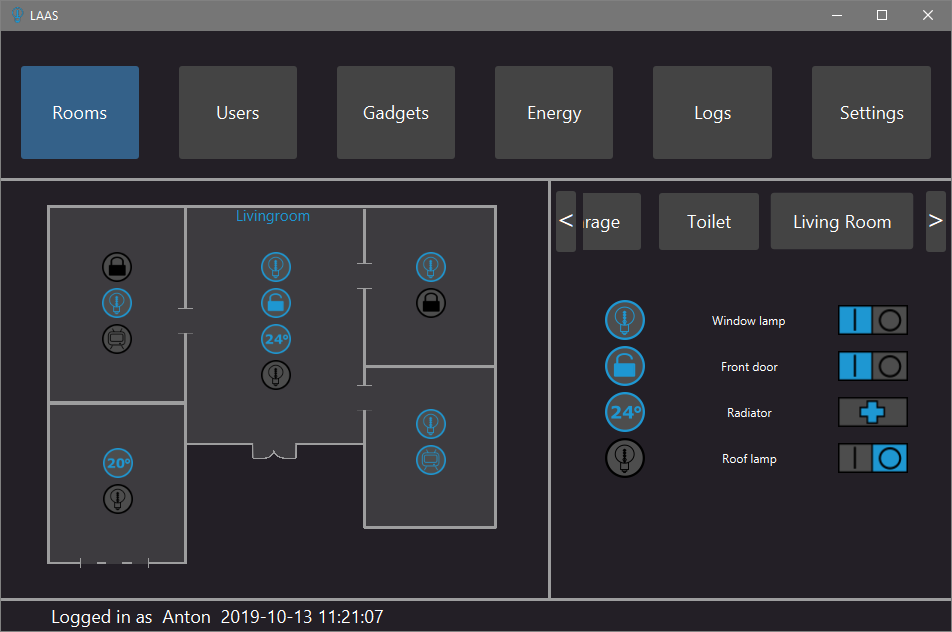 LAAS
Rooms Users Gadgets Energy Logs Settings
Livingroom
24°
20°
< rage Toilet Living Room >
Window lamp
Front door
24° Radiator
Roof lamp
Logged in as Anton 2019-10-13 11:21:07